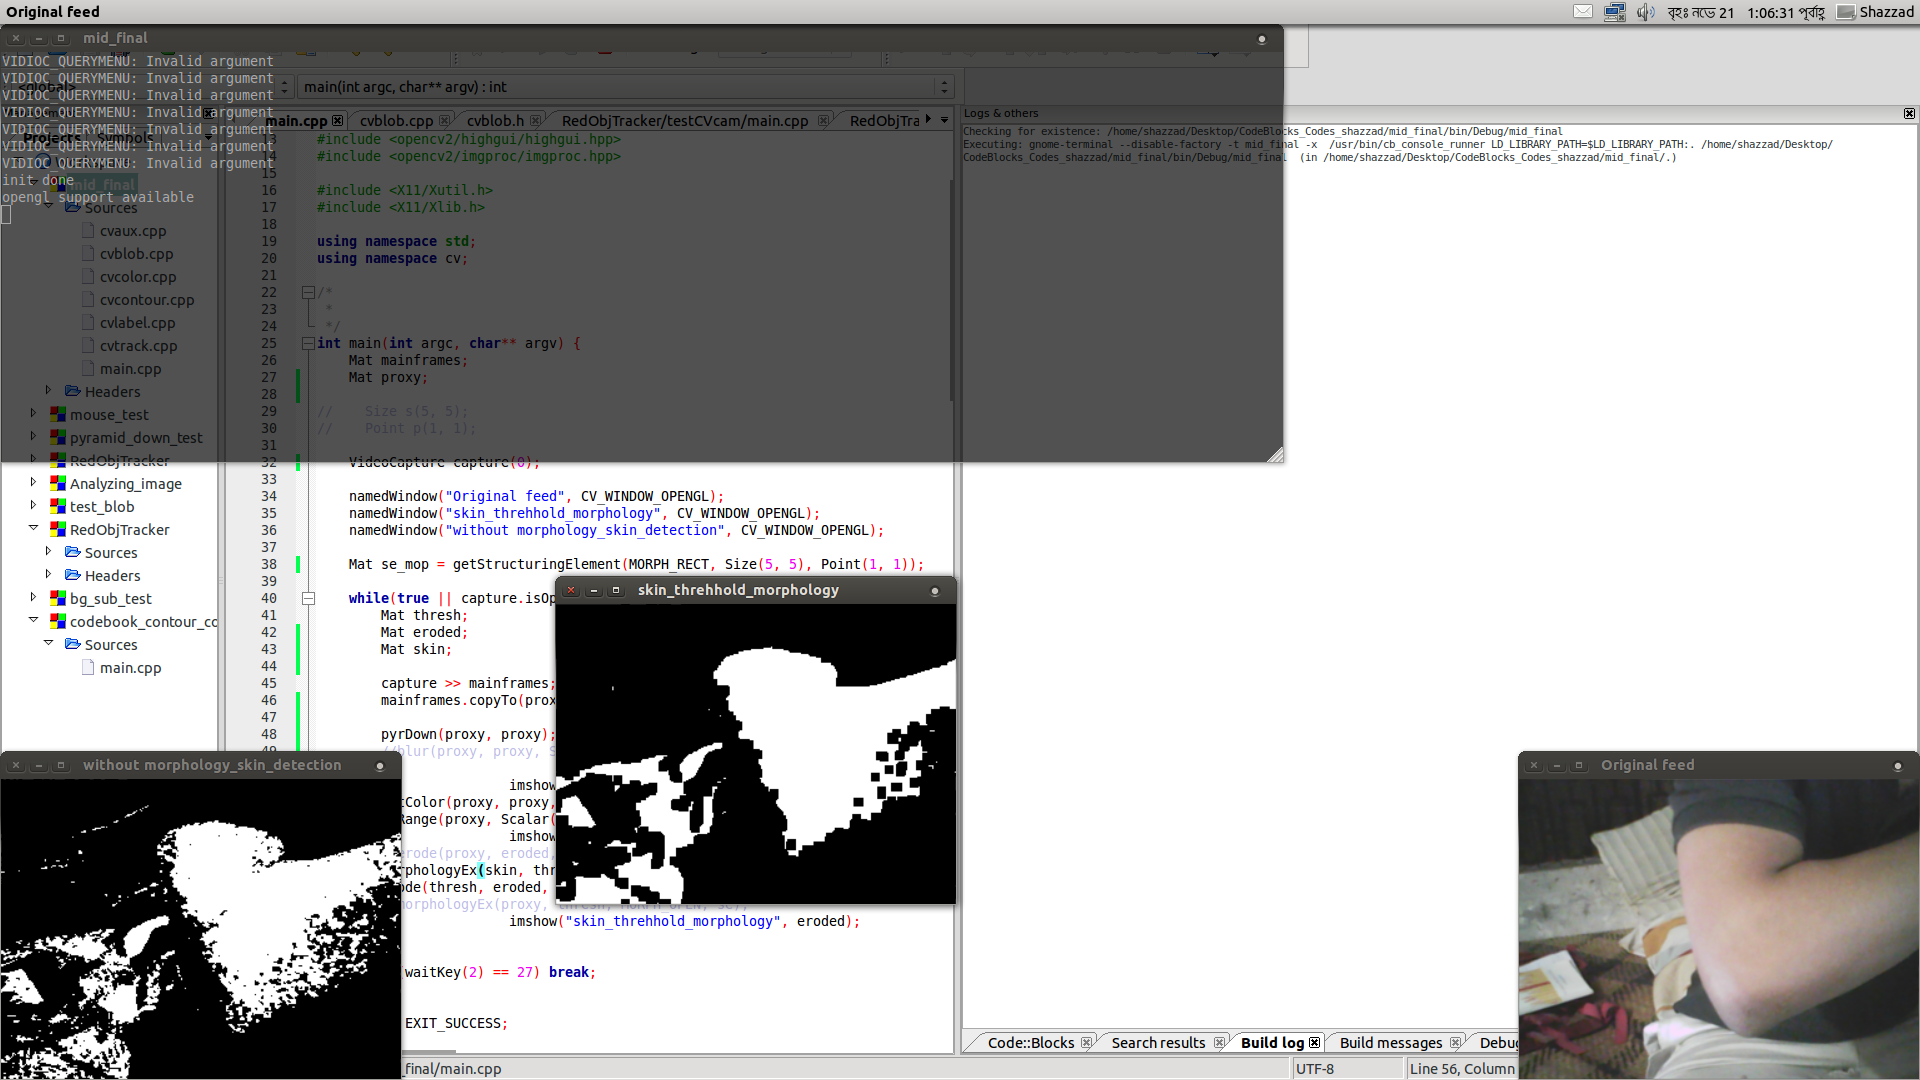 Original feed
বৃহঃ নভে 21 1:06:31 পূর্বাহ্ণ Shazzad
mid_final
VIDIOC_QUERYMENU: Invalid argument
VIDIOC_QUERYMENU: Invalid argument
VIDIOC_QUERYMENU: Invalid argument
VIDIOC_QUERYMENU: Invalid argument
VIDIOC_QUERYMENU: Invalid argument
VIDIOC_QUERYMENU: Invalid argument
VIDIOC_QUERYMENU: Invalid argument
init done
opengl support available
<global>
main(int argc, char** argv) : int
Projects Symbols
mid_final
Sources
cvaux.cpp
cvblob.cpp
cvcolor.cpp
cvcontour.cpp
cvlabel.cpp
cvtrack.cpp
main.cpp
Headers
mouse_test
pyramid_down_test
RedObjTracker
Analyzing_image
test_blob
RedObjTracker
Sources
Headers
bg_sub_test
codebook_contour_cc
Sources
main.cpp
main.cpp cvblob.cpp cvblob.h RedObjTracker/testCVcam/main.cpp RedObjTra
13 #include <opencv2/highgui/highgui.hpp>
14 #include <opencv2/imgproc/imgproc.hpp>
15
16 #include <X11/Xutil.h>
17 #include <X11/Xlib.h>
18
19 using namespace std;
20 using namespace cv;
21
22 /*
23 *
24 */
25 int main(int argc, char** argv) {
26 Mat mainframes;
27 Mat proxy;
28
29 // Size s(5, 5);
30 // Point p(1, 1);
31
32 VideoCapture capture(0);
33
34 namedWindow("Original feed", CV_WINDOW_OPENGL);
35 namedWindow("skin_threhhold_morphology", CV_WINDOW_OPENGL);
36 namedWindow("without morphology_skin_detection", CV_WINDOW_OPENGL);
37
38 Mat se_mop = getStructuringElement(MORPH_RECT, Size(5, 5), Point(1, 1));
39
40 while(true || capture.isOp
41 Mat thresh;
42 Mat eroded;
43 Mat skin;
44
45 capture >> mainframes;
46 mainframes.copyTo(prox
47
48 pyrDown(proxy, proxy);
49 //blur(proxy, proxy, S
imshow
tColor(proxy, proxy,
Range(proxy, Scalar(
imshow
erode(proxy, eroded,
rphologyEx(skin, thr
ode(thresh, eroded,
morphologyEx(proxy, thresh, MORPH_OPEN, se);
imshow("skin_threhhold_morphology", eroded);
(waitKey(2) == 27) break;
EXIT_SUCCESS;
_final/main.cpp
skin_threhhold_morphology
without morphology_skin_detection
Logs & others
Checking for existence: /home/shazzad/Desktop/CodeBlocks_Codes_shazzad/mid_final/bin/Debug/mid_final
Executing: gnome-terminal --disable-factory -t mid_final -x /usr/bin/cb_console_runner LD_LIBRARY_PATH=$LD_LIBRARY_PATH:. /home/shazzad/Desktop/
CodeBlocks_Codes_shazzad/mid_final/bin/Debug/mid_final (in /home/shazzad/Desktop/CodeBlocks_Codes_shazzad/mid_final/.)
Original feed
Code::Blocks Search results Build log Build messages Debug
UTF-8 Line 56, Column